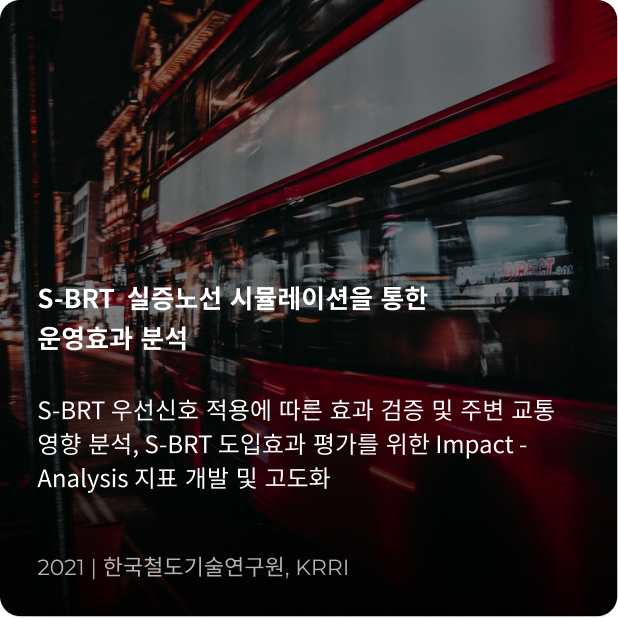 SPORTSDIRECT.com
S-BRT 실증노선 시뮬레이션을 통한
운영효과 분석
S-BRT 우선신호 적용에 따른 효과 검증 및 주변 교통
영향 분석, S-BRT 도입효과 평가를 위한 Impact -
Analysis 지표 개발 및 고도화
2021 | 한국철도기술연구원, KRRI